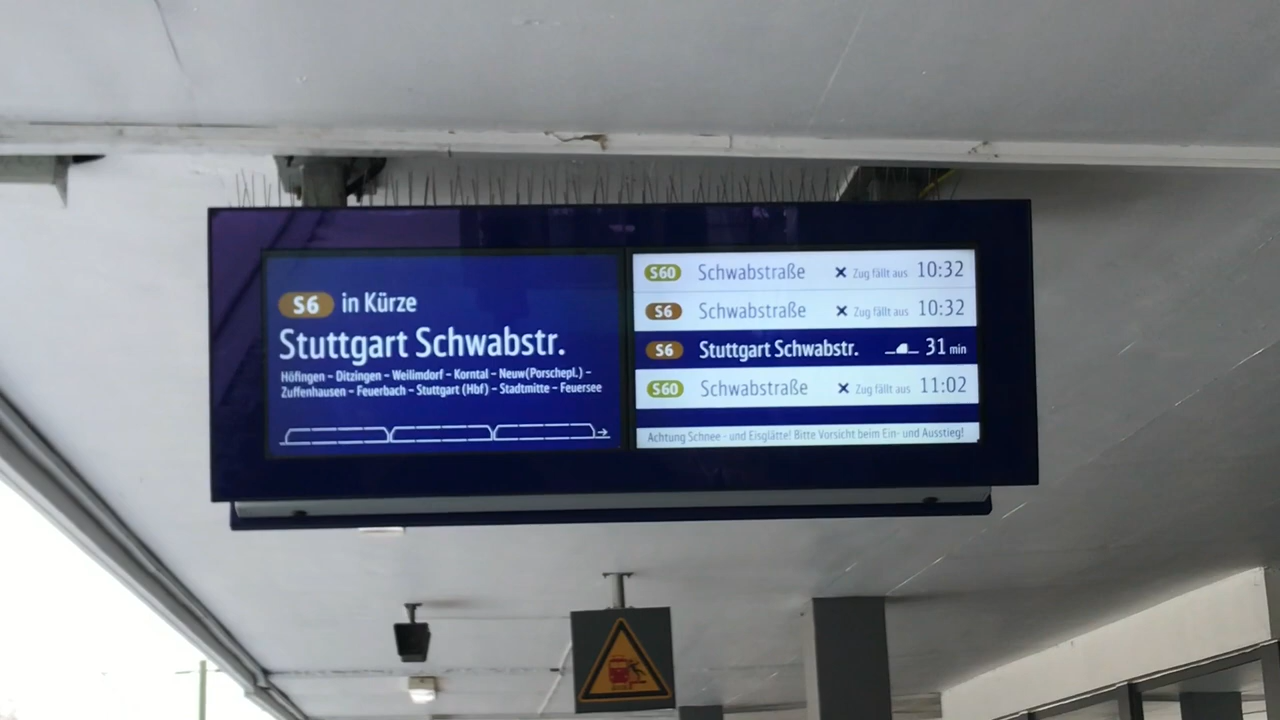 S6 in Kürze
Stuttgart Schwabstr.
Höfingen – Ditzingen – Weilimdorf – Korntal – Neuw(Porschepl.) –
Zuffenhausen – Feuerbach – Stuttgart (Hbf) – Stadtmitte – Feuersee
S60 Schwabstraße ✕ Zug fällt aus 10:32
S6 Schwabstraße ✕ Zug fällt aus 10:32
S6 Stuttgart Schwabstr. 31 min
S60 Schwabstraße ✕ Zug fällt aus 11:02
Achtung Schnee - und Eisglätte! Bitte Vorsicht beim Ein- und Ausstieg!